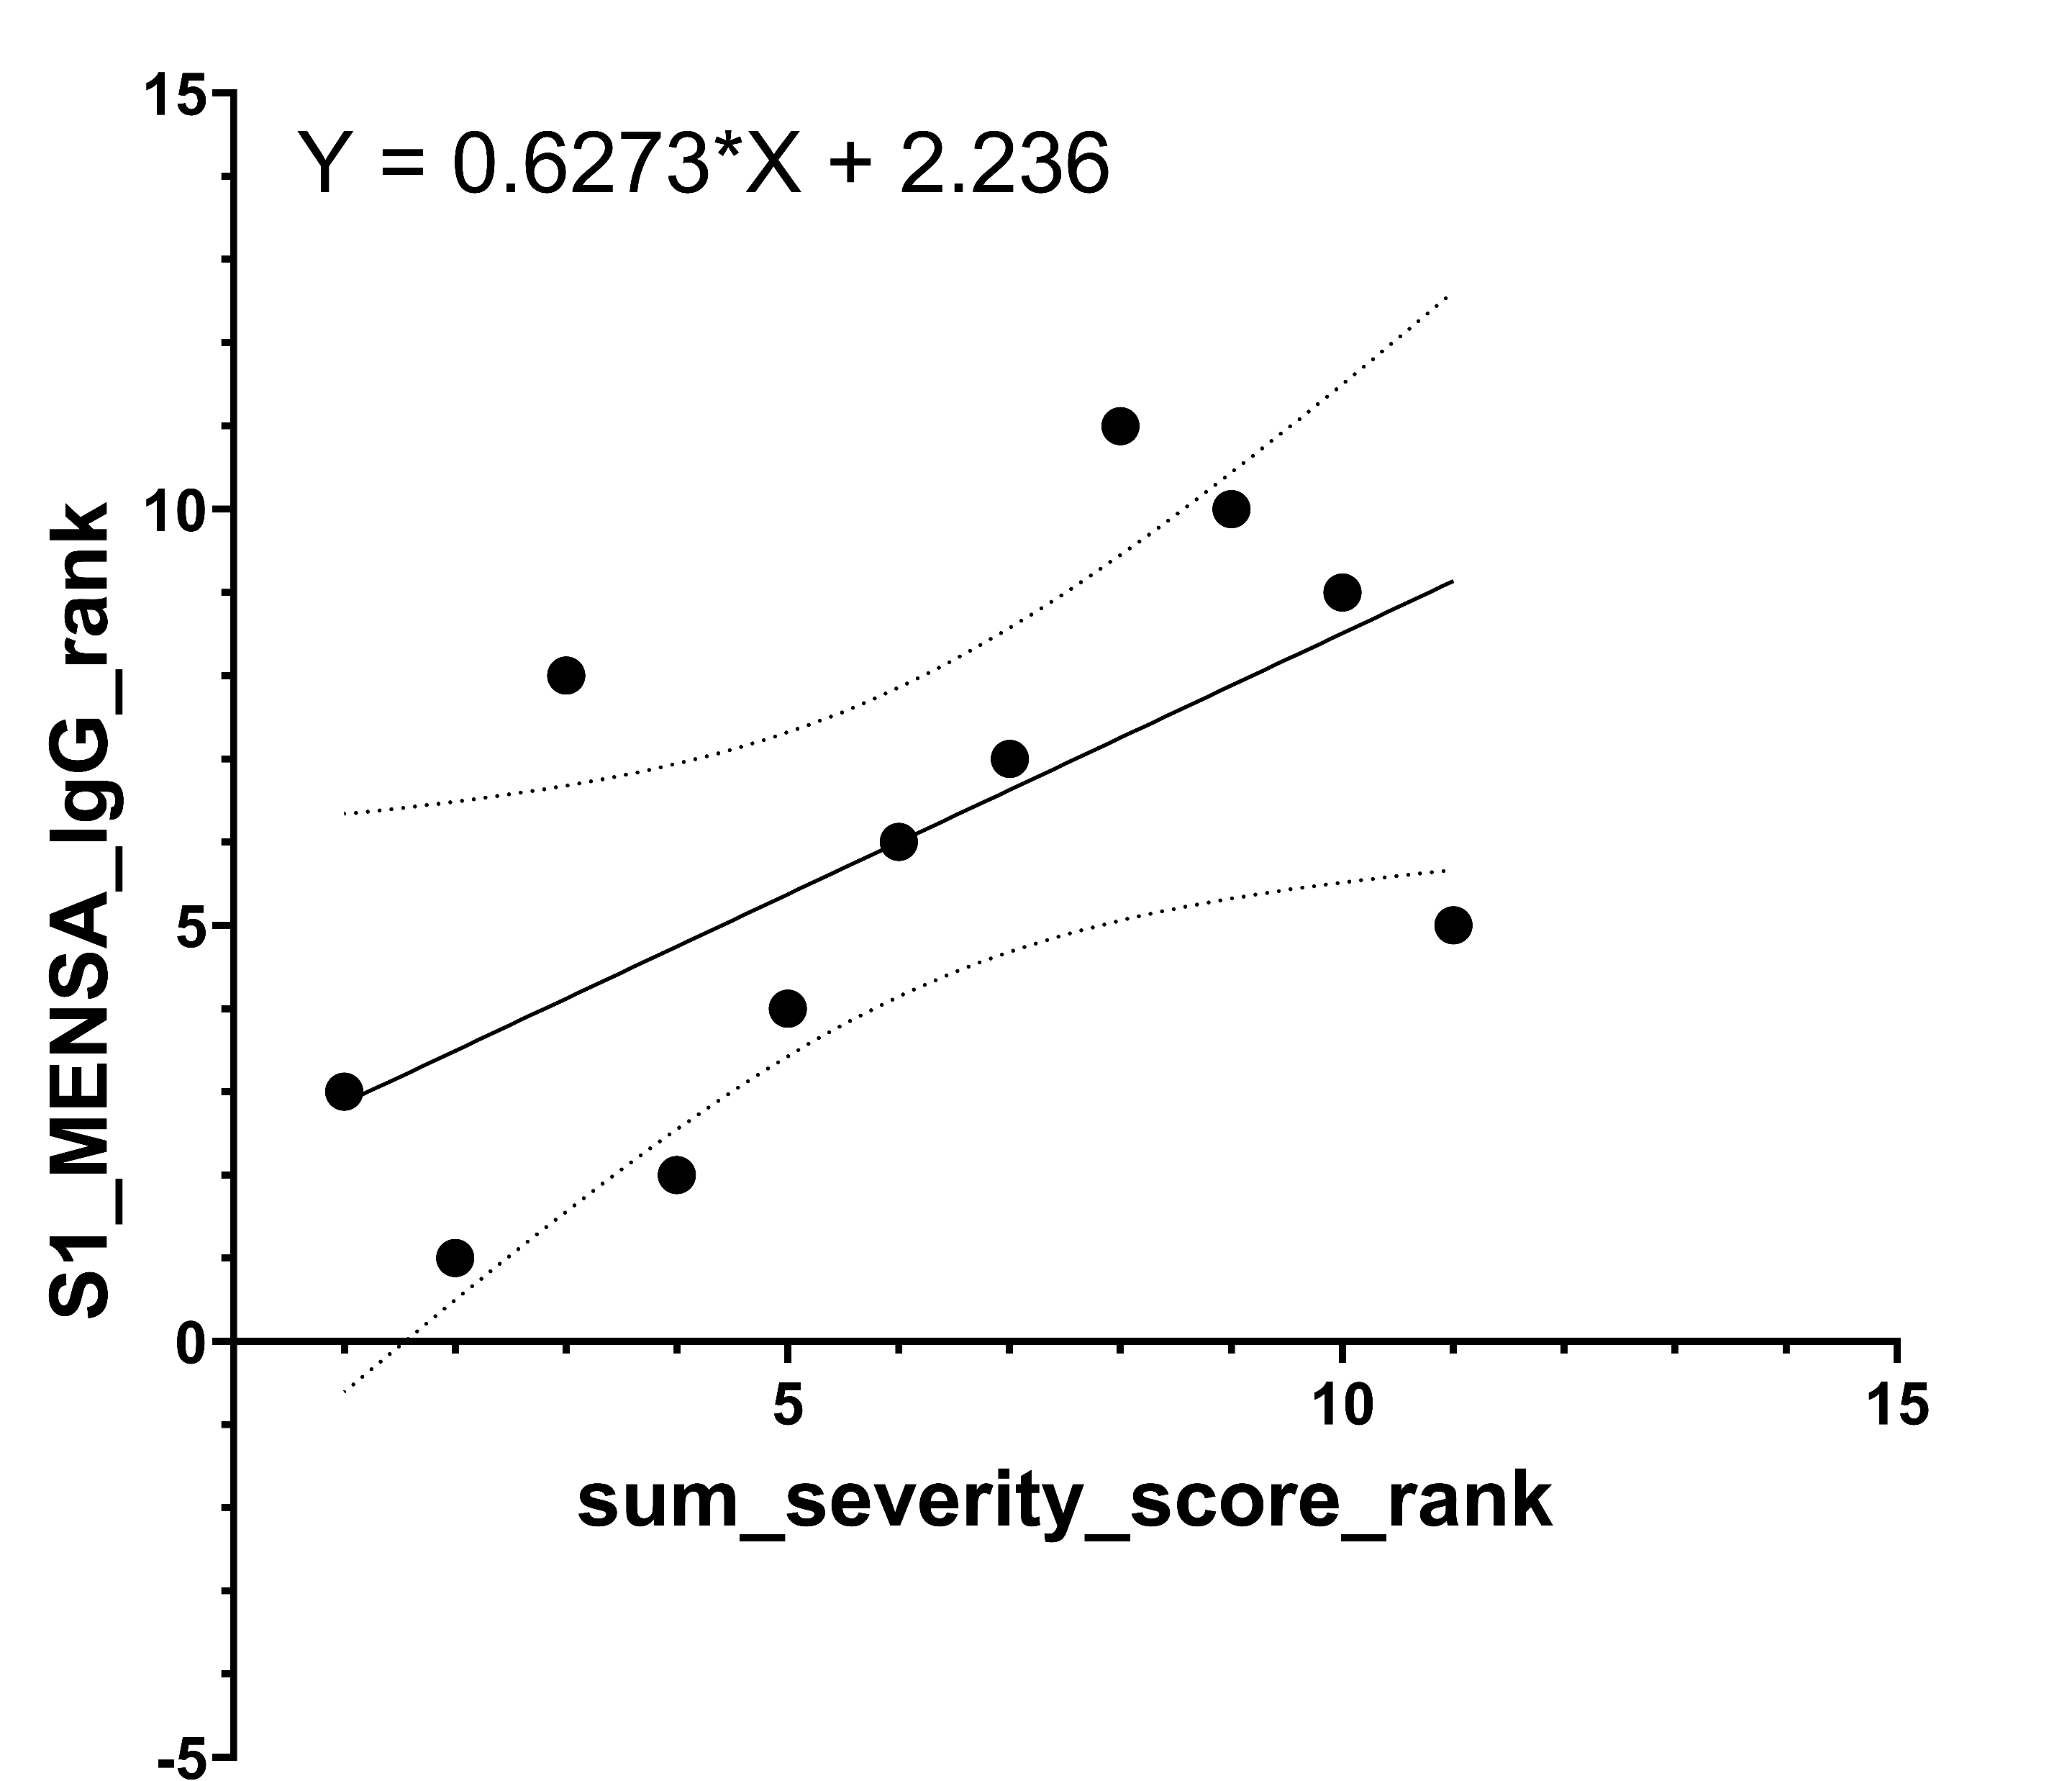 Y = 0.6273*X + 2.236
15
10
5
0
-5
S1_MENSA_IgG_rank
5
10
15
sum_severity_score_rank